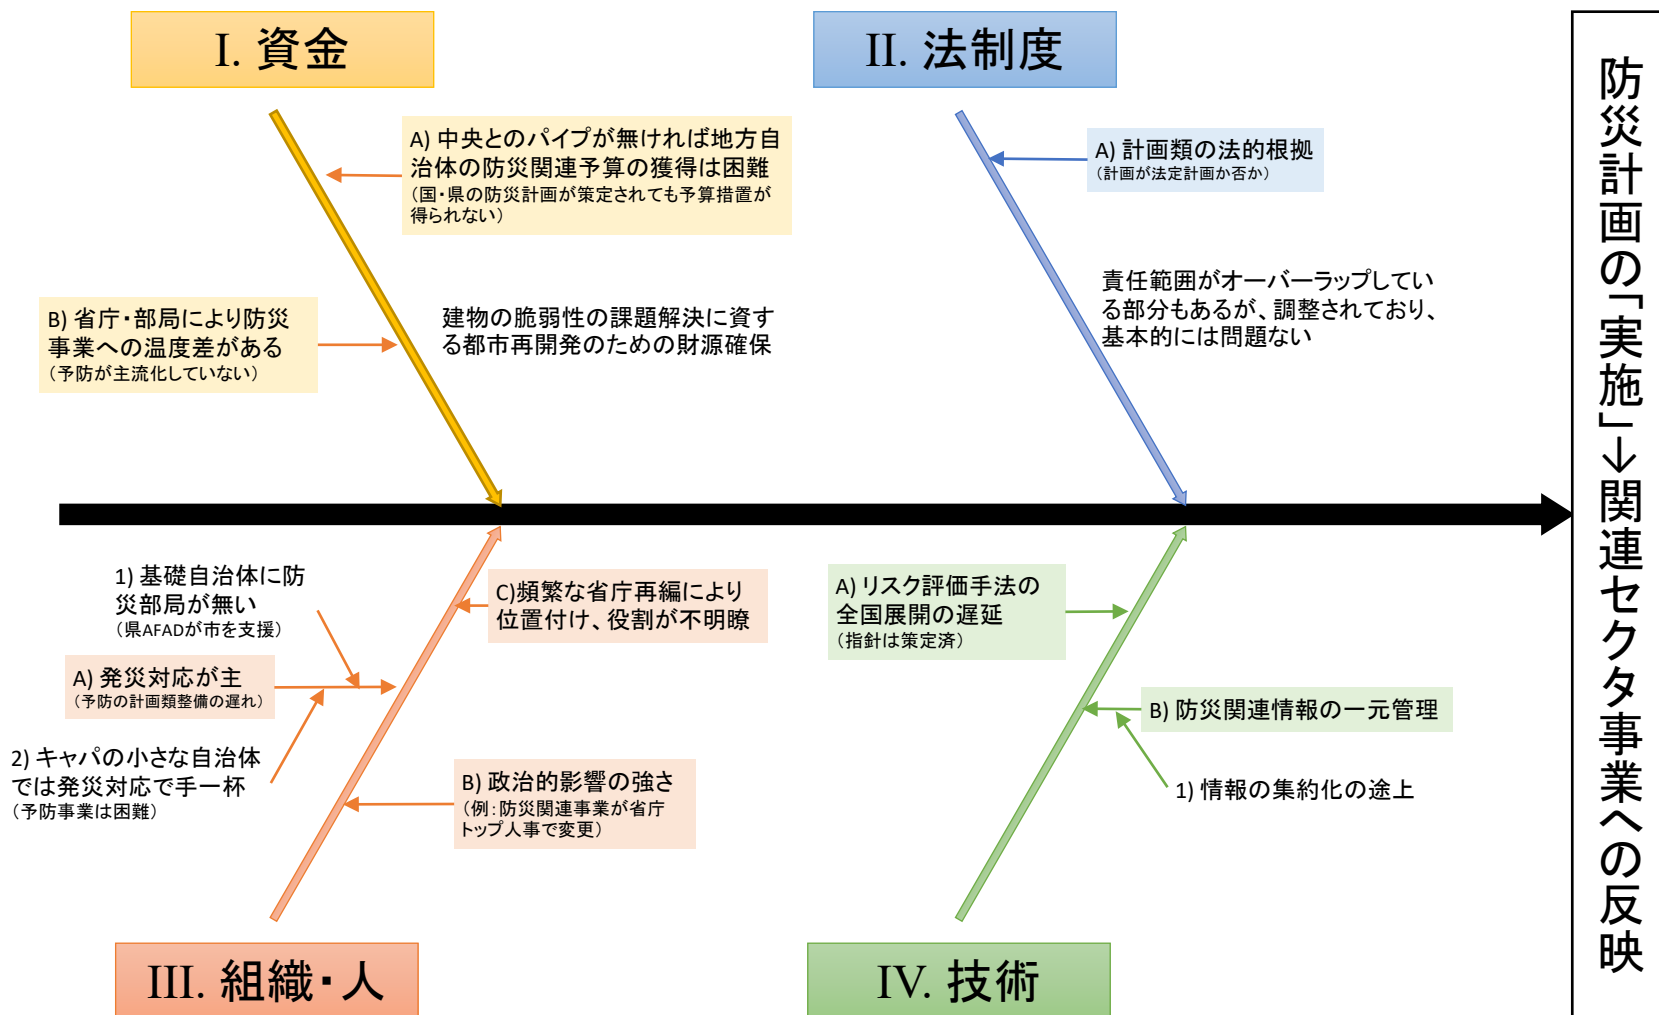 I. 資金
II. 法制度
A) 中央とのパイプが無ければ地方自
治体の防災関連予算の獲得は困難
（国・県の防災計画が策定されても予算措置が
得られない）
B) 省庁・部局により防災
事業への温度差がある
（予防が主流化していない）
建物の脆弱性の課題解決に資す
る都市再開発のための財源確保
A) 計画類の法的根拠
（計画が法定計画か否か）
責任範囲がオーバーラップしてい
る部分もあるが、調整されており、
基本的には問題ない
1) 基礎自治体に防
災部局が無い
（県AFADが市を支援）
A) 発災対応が主
（予防の計画類整備の遅れ）
2) キャパの小さな自治体
では発災対応で手一杯
（予防事業は困難）
C)頻繁な省庁再編により
位置付け、役割が不明瞭
B) 政治的影響の強さ
（例：防災関連事業が省庁
トップ人事で変更）
A) リスク評価手法の
全国展開の遅延
（指針は策定済）
B) 防災関連情報の一元管理
1) 情報の集約化の途上
III. 組織・人
IV. 技術
防災計画の「実施」→関連セクタ事業への反映